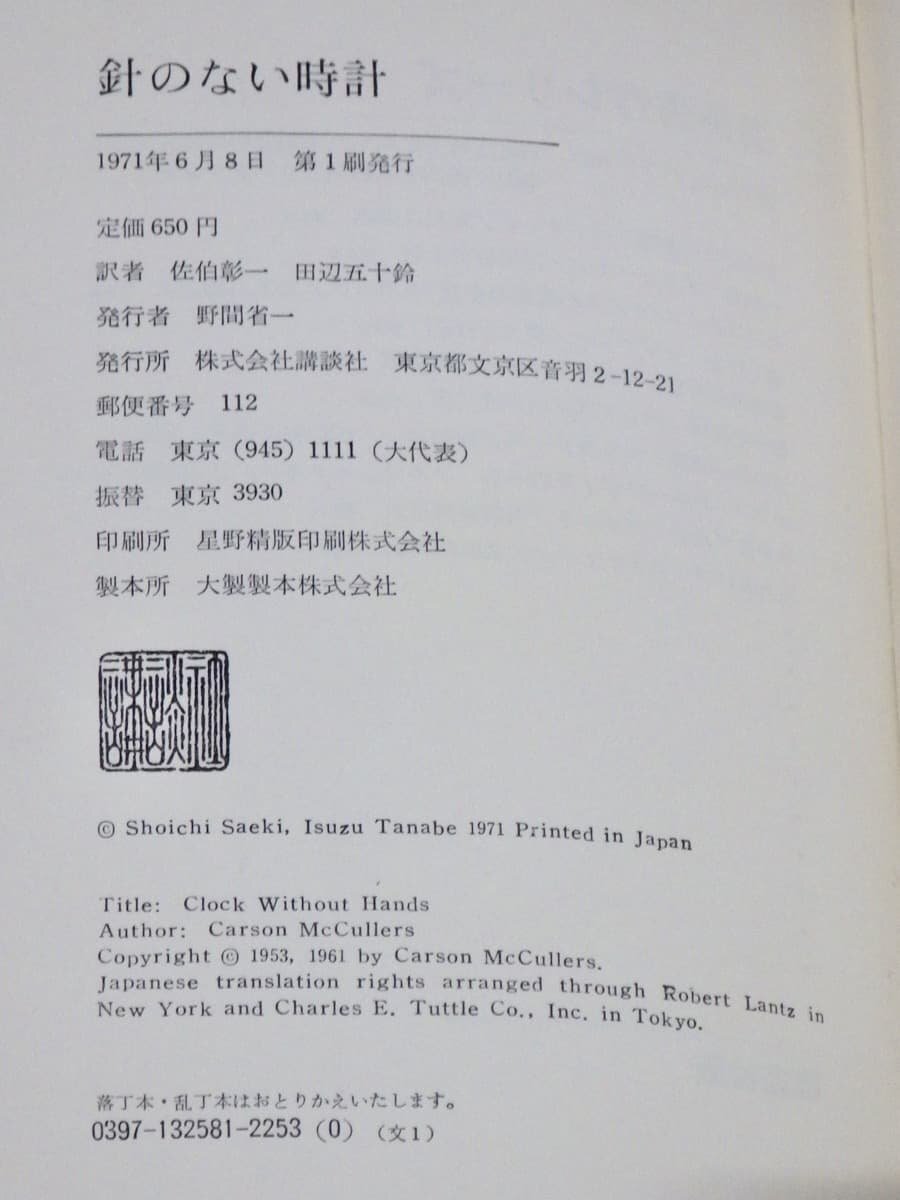 針のない時計
1971年6月8日　第1刷発行
定価650円
訳者　佐伯彰一　田辺五十鈴
発行者　野間省一
発行所　株式会社講談社　東京都文京区音羽2-12-21
郵便番号　112
電話　東京（945）1111（大代表）
振替　東京 3930
印刷所　星野精版印刷株式会社
製本所　大製製本株式会社
講談社
© Shoichi Saeki, Isuzu Tanabe 1971 Printed in Japan
Title: Clock Without Hands
Author: Carson McCullers
Copyright © 1953, 1961 by Carson McCullers.
Japanese translation rights arranged through Robert Lantz in
New York and Charles E. Tuttle Co., Inc. in Tokyo.
落丁本・乱丁本はおとりかえいたします。
0397-132581-2253（0）（文1）